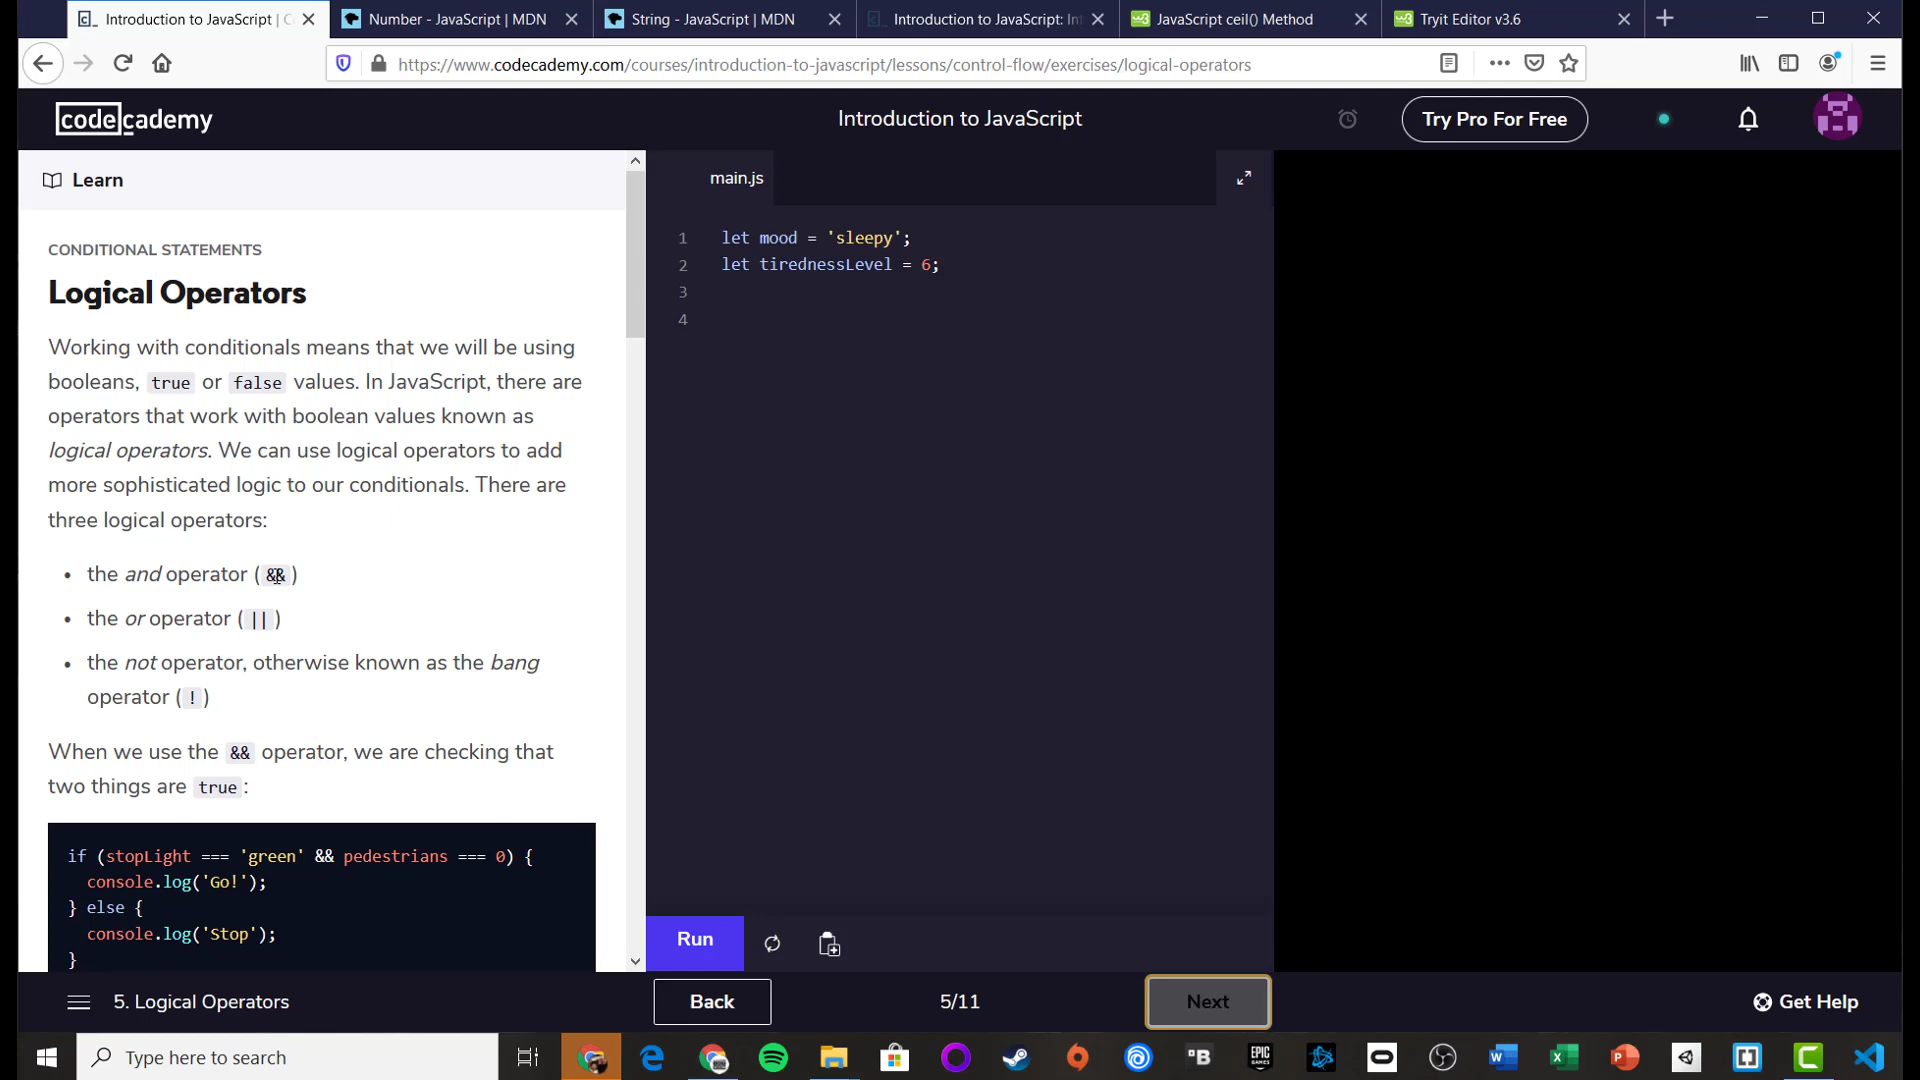 Introduction to JavaScript | C
Number - JavaScript | MDN
String - JavaScript | MDN
Introduction to JavaScript: Int
JavaScript ceil() Method
Tryit Editor v3.6
https://www.codecademy.com/courses/introduction-to-javascript/lessons/control-flow/exercises/logical-operators
codecademy
Introduction to JavaScript
Try Pro For Free
Learn
main.js
CONDITIONAL STATEMENTS
Logical Operators
Working with conditionals means that we will be using
booleans, true or false values. In JavaScript, there are
operators that work with boolean values known as
logical operators. We can use logical operators to add
more sophisticated logic to our conditionals. There are
three logical operators:
• the and operator (&&)
• the or operator (||)
• the not operator, otherwise known as the bang
operator (!)
When we use the && operator, we are checking that
two things are true:
if (stopLight === 'green' && pedestrians === 0) {
console.log('Go!');
} else {
console.log('Stop');
}
1 let mood = 'sleepy';
2 let tirednessLevel = 6;
3
4
Run
5. Logical Operators
Back
5/11
Next
Get Help
Type here to search